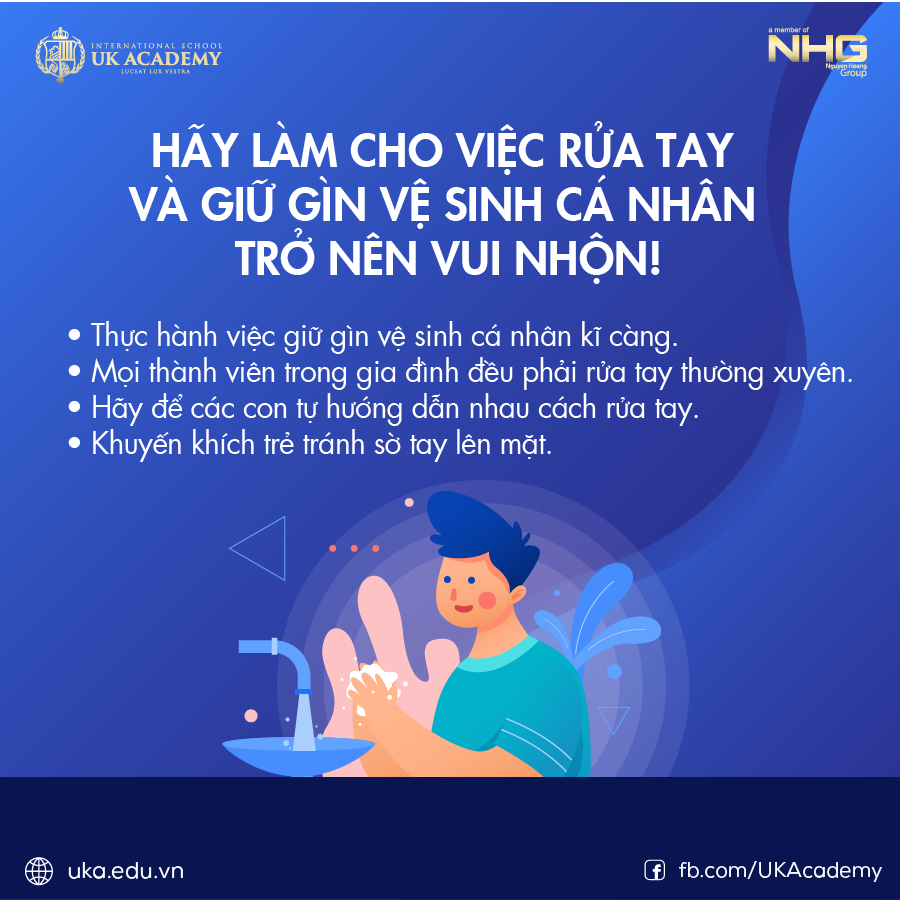 INTERNATIONAL SCHOOL
UK ACADEMY
LUCEAT LUX VESTRA
a member of
NHG
Nguyen Hoang
Group
HÃY LÀM CHO VIỆC RỬA TAY
VÀ GIỮ GÌN VỆ SINH CÁ NHÂN
TRỞ NÊN VUI NHỘN!
• Thực hành việc giữ gìn vệ sinh cá nhân kĩ càng.
• Mọi thành viên trong gia đình đều phải rửa tay thường xuyên.
• Hãy để các con tự hướng dẫn nhau cách rửa tay.
• Khuyến khích trẻ tránh sờ tay lên mặt.
uka.edu.vn
fb.com/UKAcademy